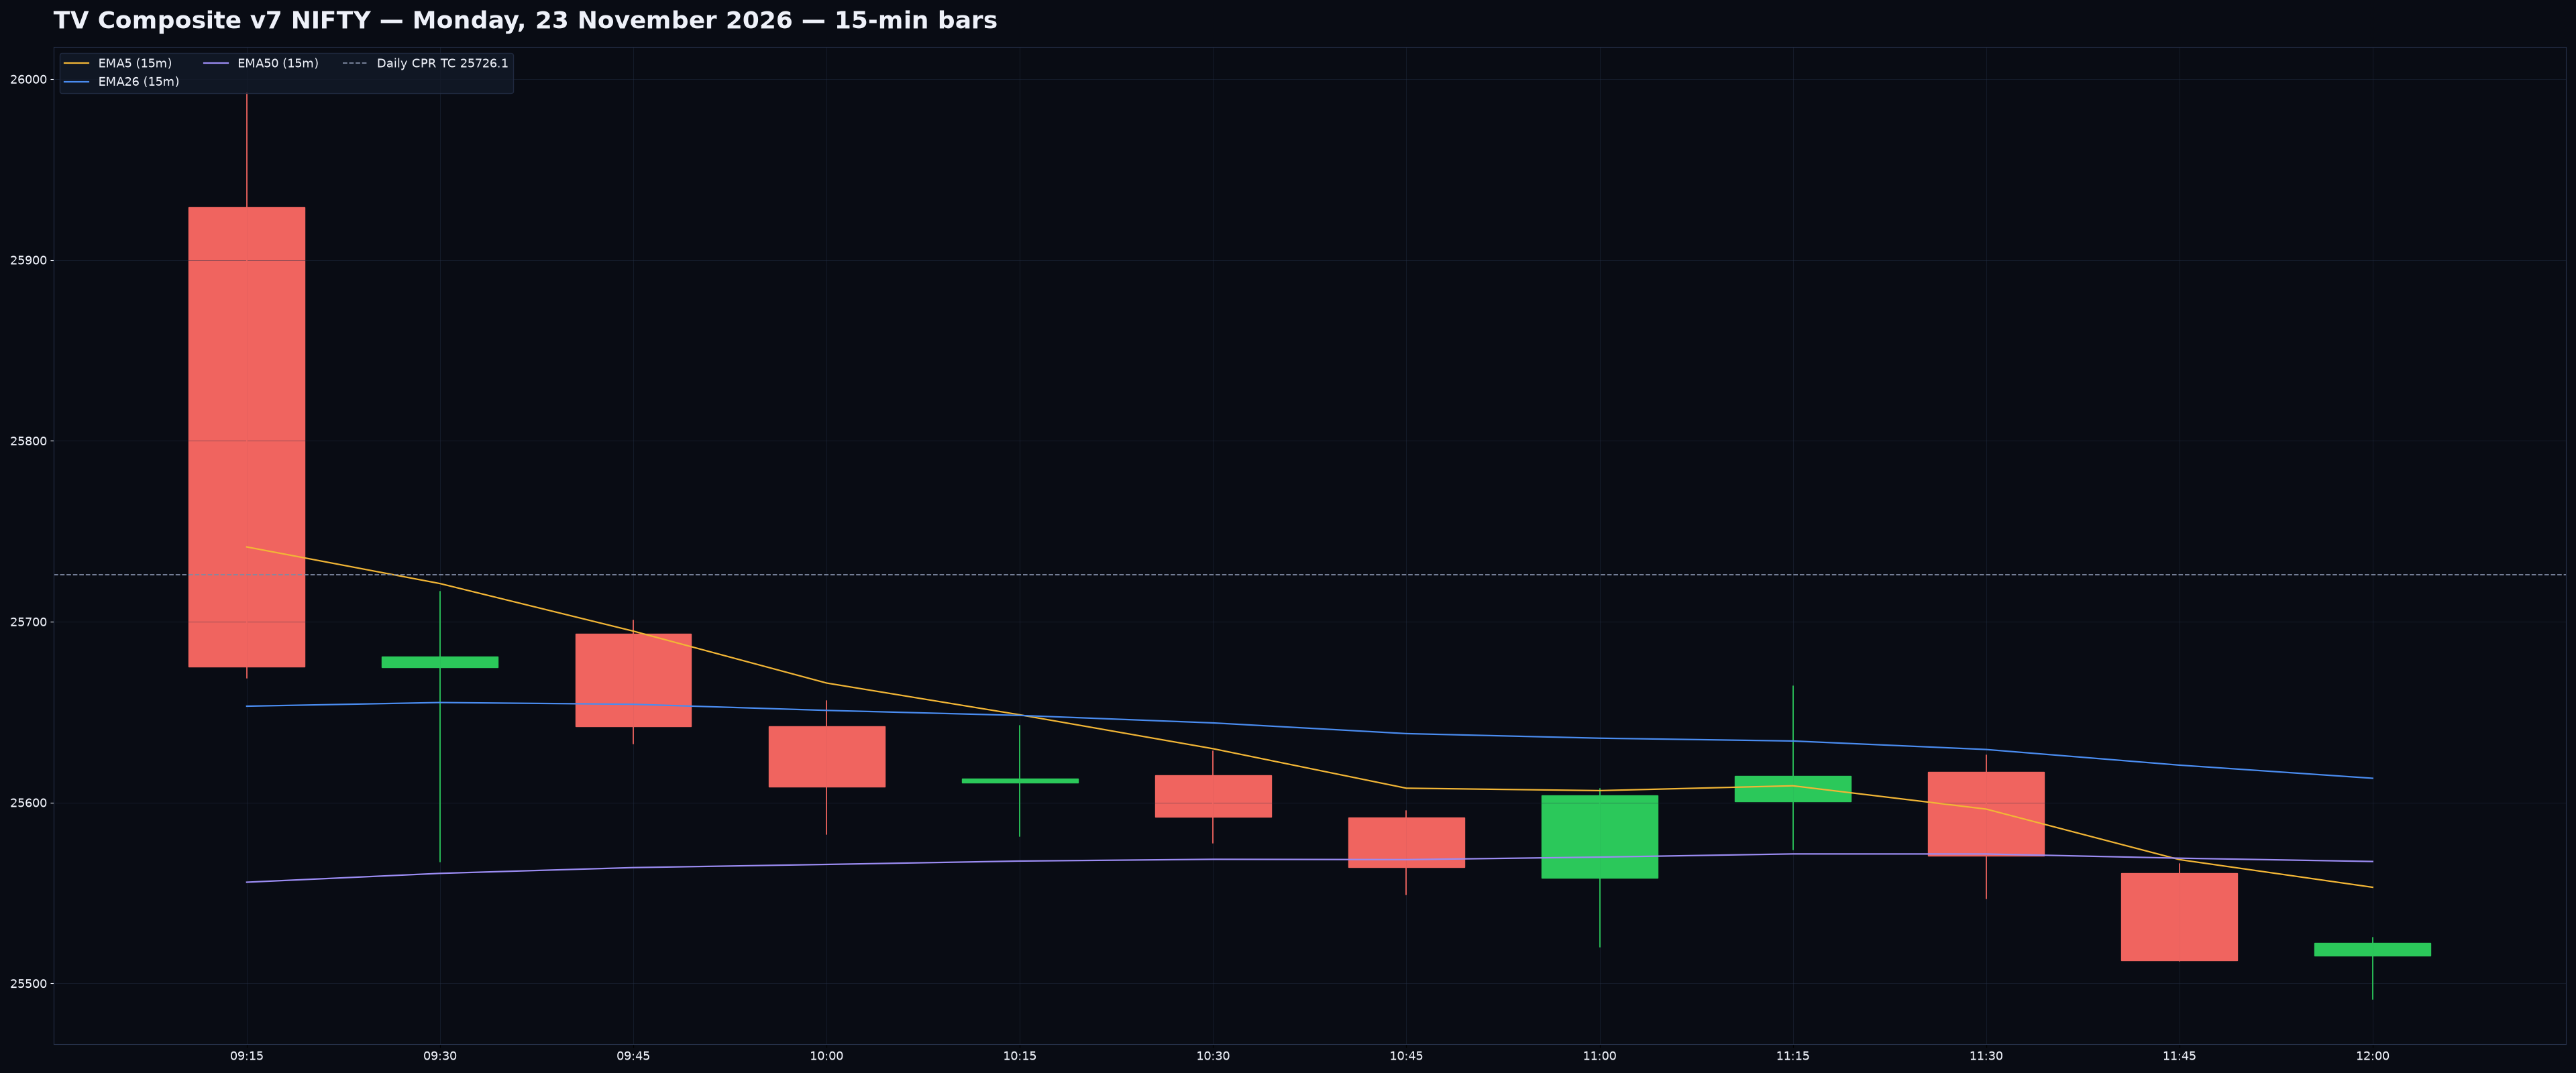 TV Composite v7 NIFTY — Monday, 23 November 2026 — 15-min bars
EMA5 (15m)
EMA26 (15m)
EMA50 (15m)
Daily CPR TC 25726.1
26000
25900
25800
25700
25600
25500
09:15 09:30 09:45 10:00 10:15 10:30 10:45 11:00 11:15 11:30 11:45 12:00